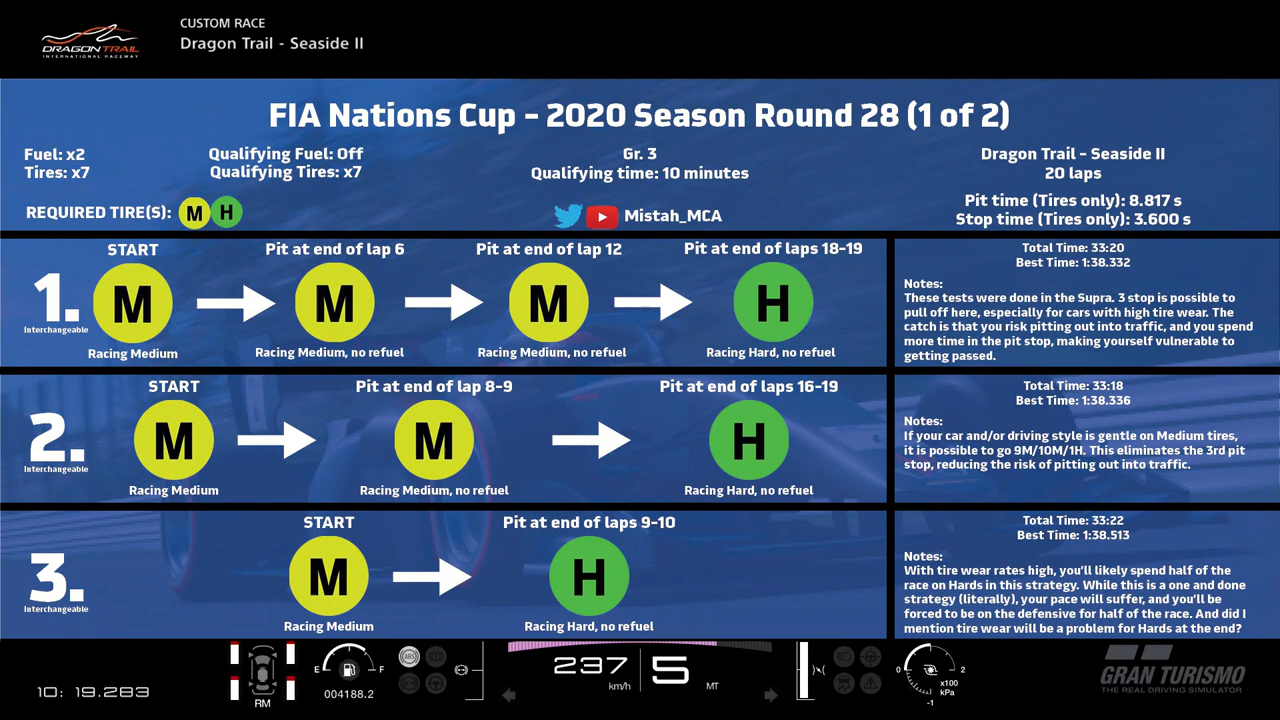 DRAGON TRAIL
INTERNATIONAL RACEWAY
CUSTOM RACE
Dragon Trail - Seaside II
FIA Nations Cup - 2020 Season Round 28 (1 of 2)
Fuel: x2
Tires: x7
Qualifying Fuel: Off
Qualifying Tires: x7
Gr. 3
Qualifying time: 10 minutes
Dragon Trail - Seaside II
20 laps
REQUIRED TIRE(S): M H
Mistah_MCA
Pit time (Tires only): 8.817 s
Stop time (Tires only): 3.600 s
1.
Interchangeable
START
Pit at end of lap 6
Pit at end of lap 12
Pit at end of laps 18-19
M
M
M
H
Racing Medium
Racing Medium, no refuel
Racing Medium, no refuel
Racing Hard, no refuel
Total Time: 33:20
Best Time: 1:38.332
Notes:
These tests were done in the Supra. 3 stop is possible to
pull off here, especially for cars with high tire wear. The
catch is that you risk pitting out into traffic, and you spend
more time in the pit stop, making yourself vulnerable to
getting passed.
2.
Interchangeable
START
Pit at end of lap 8-9
Pit at end of laps 16-19
M
M
H
Racing Medium
Racing Medium, no refuel
Racing Hard, no refuel
Total Time: 33:18
Best Time: 1:38.336
Notes:
If your car and/or driving style is gentle on Medium tires,
it is possible to go 9M/10M/1H. This eliminates the 3rd pit
stop, reducing the risk of pitting out into traffic.
3.
Interchangeable
START
Pit at end of laps 9-10
M
H
Racing Medium
Racing Hard, no refuel
Total Time: 33:22
Best Time: 1:38.513
Notes:
With tire wear rates high, you'll likely spend half of the
race on Hards in this strategy. While this is a one and done
strategy (literally), your pace will suffer, and you'll be
forced to be on the defensive for half of the race. And did I
mention tire wear will be a problem for Hards at the end?
10: 19.283
RM
E
F
004188.2
ABS
237
km/h
5
MT
0
2
x100
kPa
-1
GRAN TURISMO
THE REAL DRIVING SIMULATOR